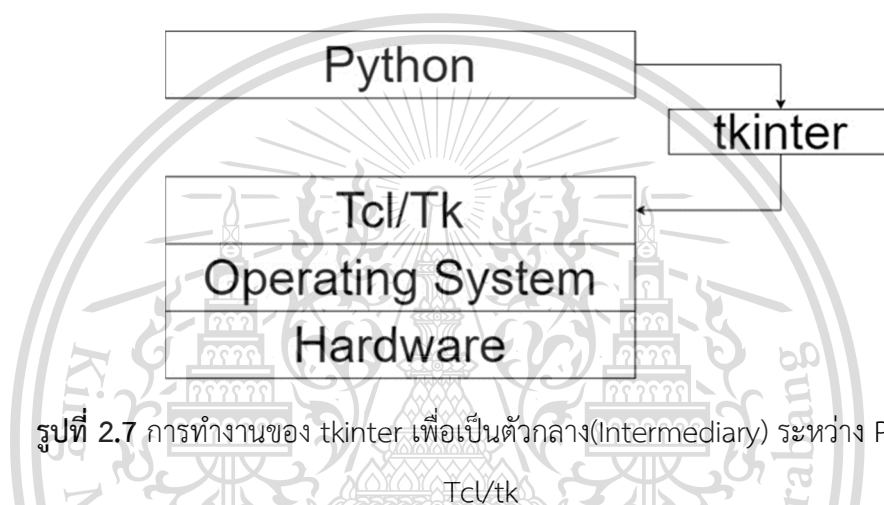 Python
tkinter
Tcl/Tk
Operating System
Hardware
รูปที่ 2.7 การทำงานของ tkinter เพื่อเป็นตัวกลาง(Intermediary) ระหว่าง
Tcl/tk